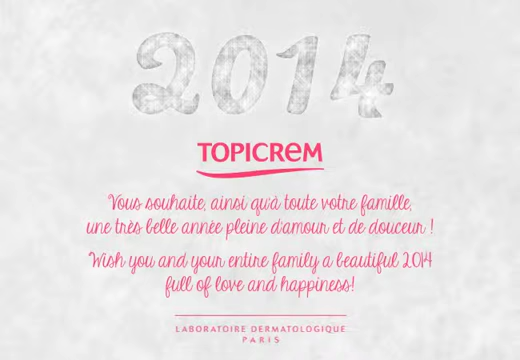 2014
TOPICREM
Vous souhaite, ainsi qu'à toute votre famille,
une très belle année pleine d'amour et de douceur !
Wish you and your entire family a beautiful 2014
full of love and happiness!
LABORATOIRE DERMATOLOGIQUE
PARIS